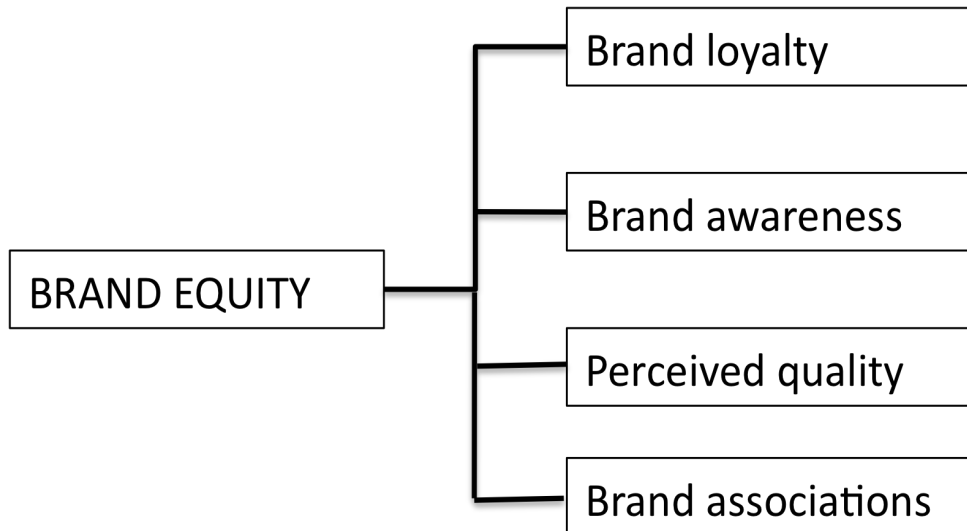 Brand loyalty
Brand awareness
BRAND EQUITY
Perceived quality
Brand associations